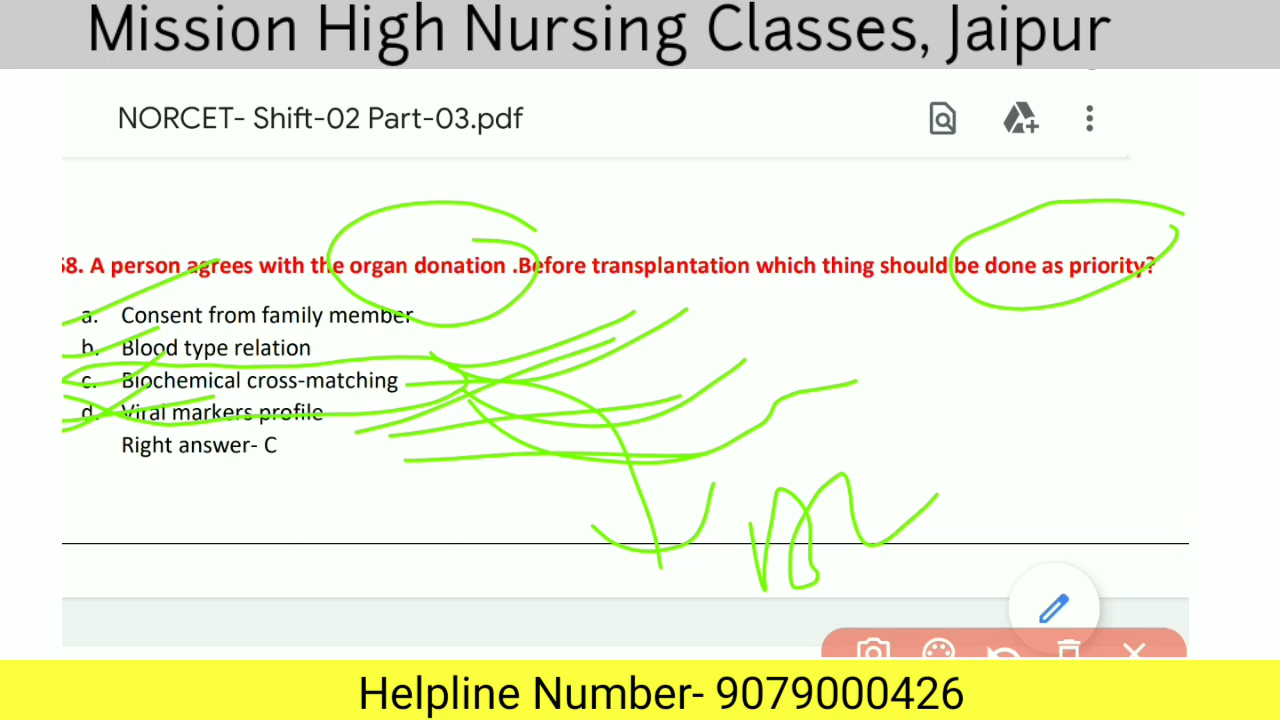 Mission High Nursing Classes, Jaipur
NORCET- Shift-02 Part-03.pdf
58. A person agrees with the organ donation .Before transplantation which thing should be done as priority?
a. Consent from family member
b. Blood type relation
c. Biochemical cross-matching
d. Viral markers profile
Right answer- C
Helpline Number- 9079000426